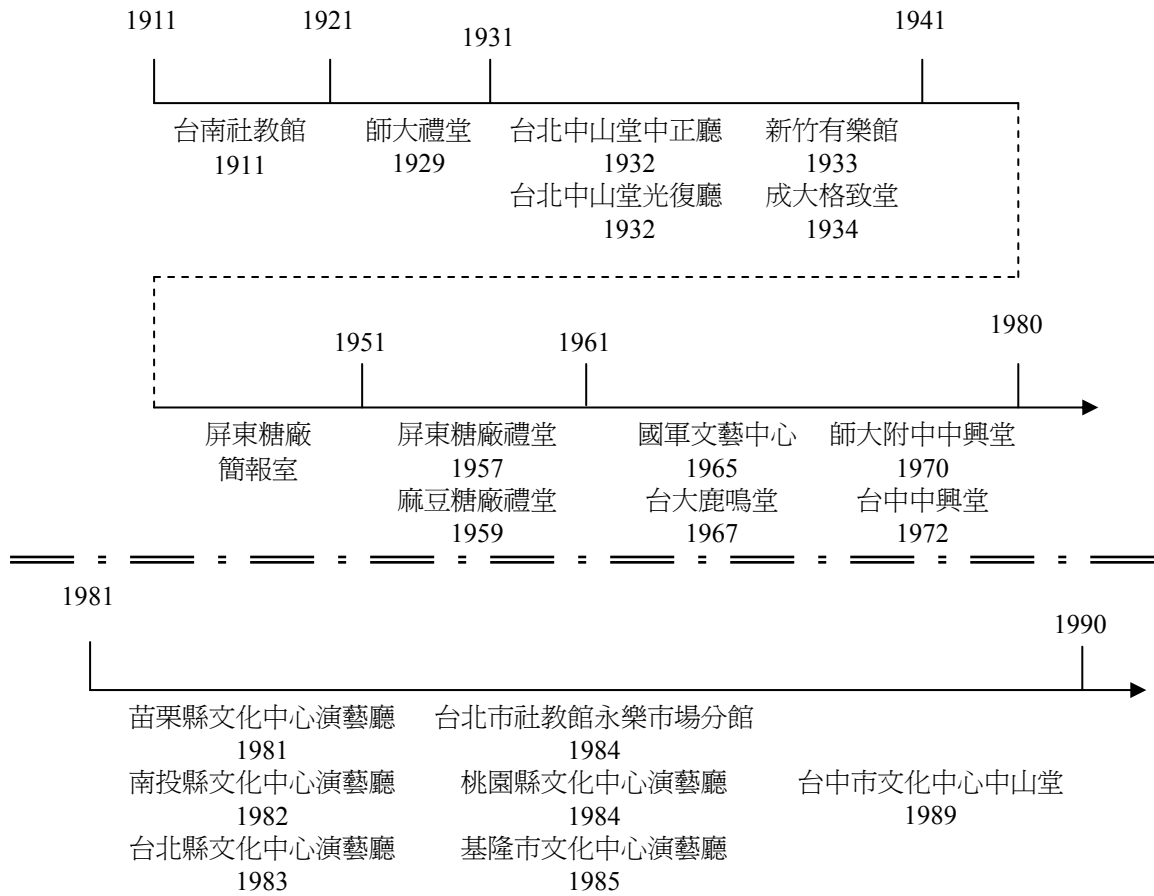 1911
1921
1931
1941
台南社教館
1911
師大禮堂
1929
台北中山堂中正廳
1932
台北中山堂光復廳
1932
新竹有樂館
1933
成大格致堂
1934
1951
1961
1980
屏東糖廠
簡報室
屏東糖廠禮堂
1957
麻豆糖廠禮堂
1959
國軍文藝中心
1965
台大鹿鳴堂
1967
師大附中中興堂
1970
台中中興堂
1972
1981
1990
苗栗縣文化中心演藝廳
1981
南投縣文化中心演藝廳
1982
台北縣文化中心演藝廳
1983
台北市社教館永樂市場分館
1984
桃園縣文化中心演藝廳
1984
基隆市文化中心演藝廳
1985
台中市文化中心中山堂
1989